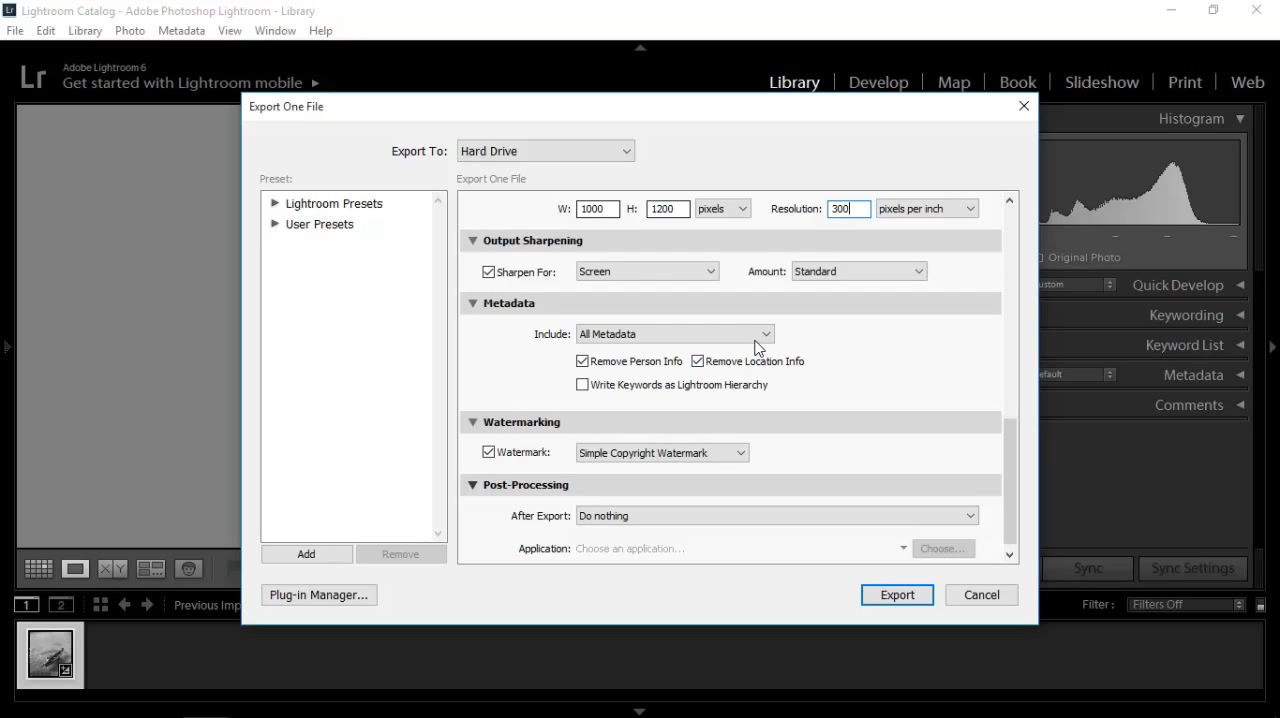 Lr Lightroom Catalog - Adobe Photoshop Lightroom - Library
File Edit Library Photo Metadata View Window Help
Lr Adobe Lightroom 6
Get started with Lightroom mobile
Library Develop Map Book Slideshow Print Web
Export One File
Histogram
Export To: Hard Drive
Preset: Export One File
Lightroom Presets
User Presets
W: 1000 H: 1200 pixels Resolution: 300 pixels per inch
Output Sharpening
Original Photo
Sharpen For: Screen Amount: Standard
ustom Quick Develop
Metadata
Keywording
Include: All Metadata
Keyword List
Remove Person Info Remove Location Info
efault Metadata
Write Keywords as Lightroom Hierarchy
Comments
Watermarking
Watermark: Simple Copyright Watermark
Post-Processing
After Export: Do nothing
Application: Choose an application... Choose...
Add Remove
XY
Sync Sync Settings
Plug-in Manager... Export Cancel
1 2 Previous Imp
Filter : Filters Off